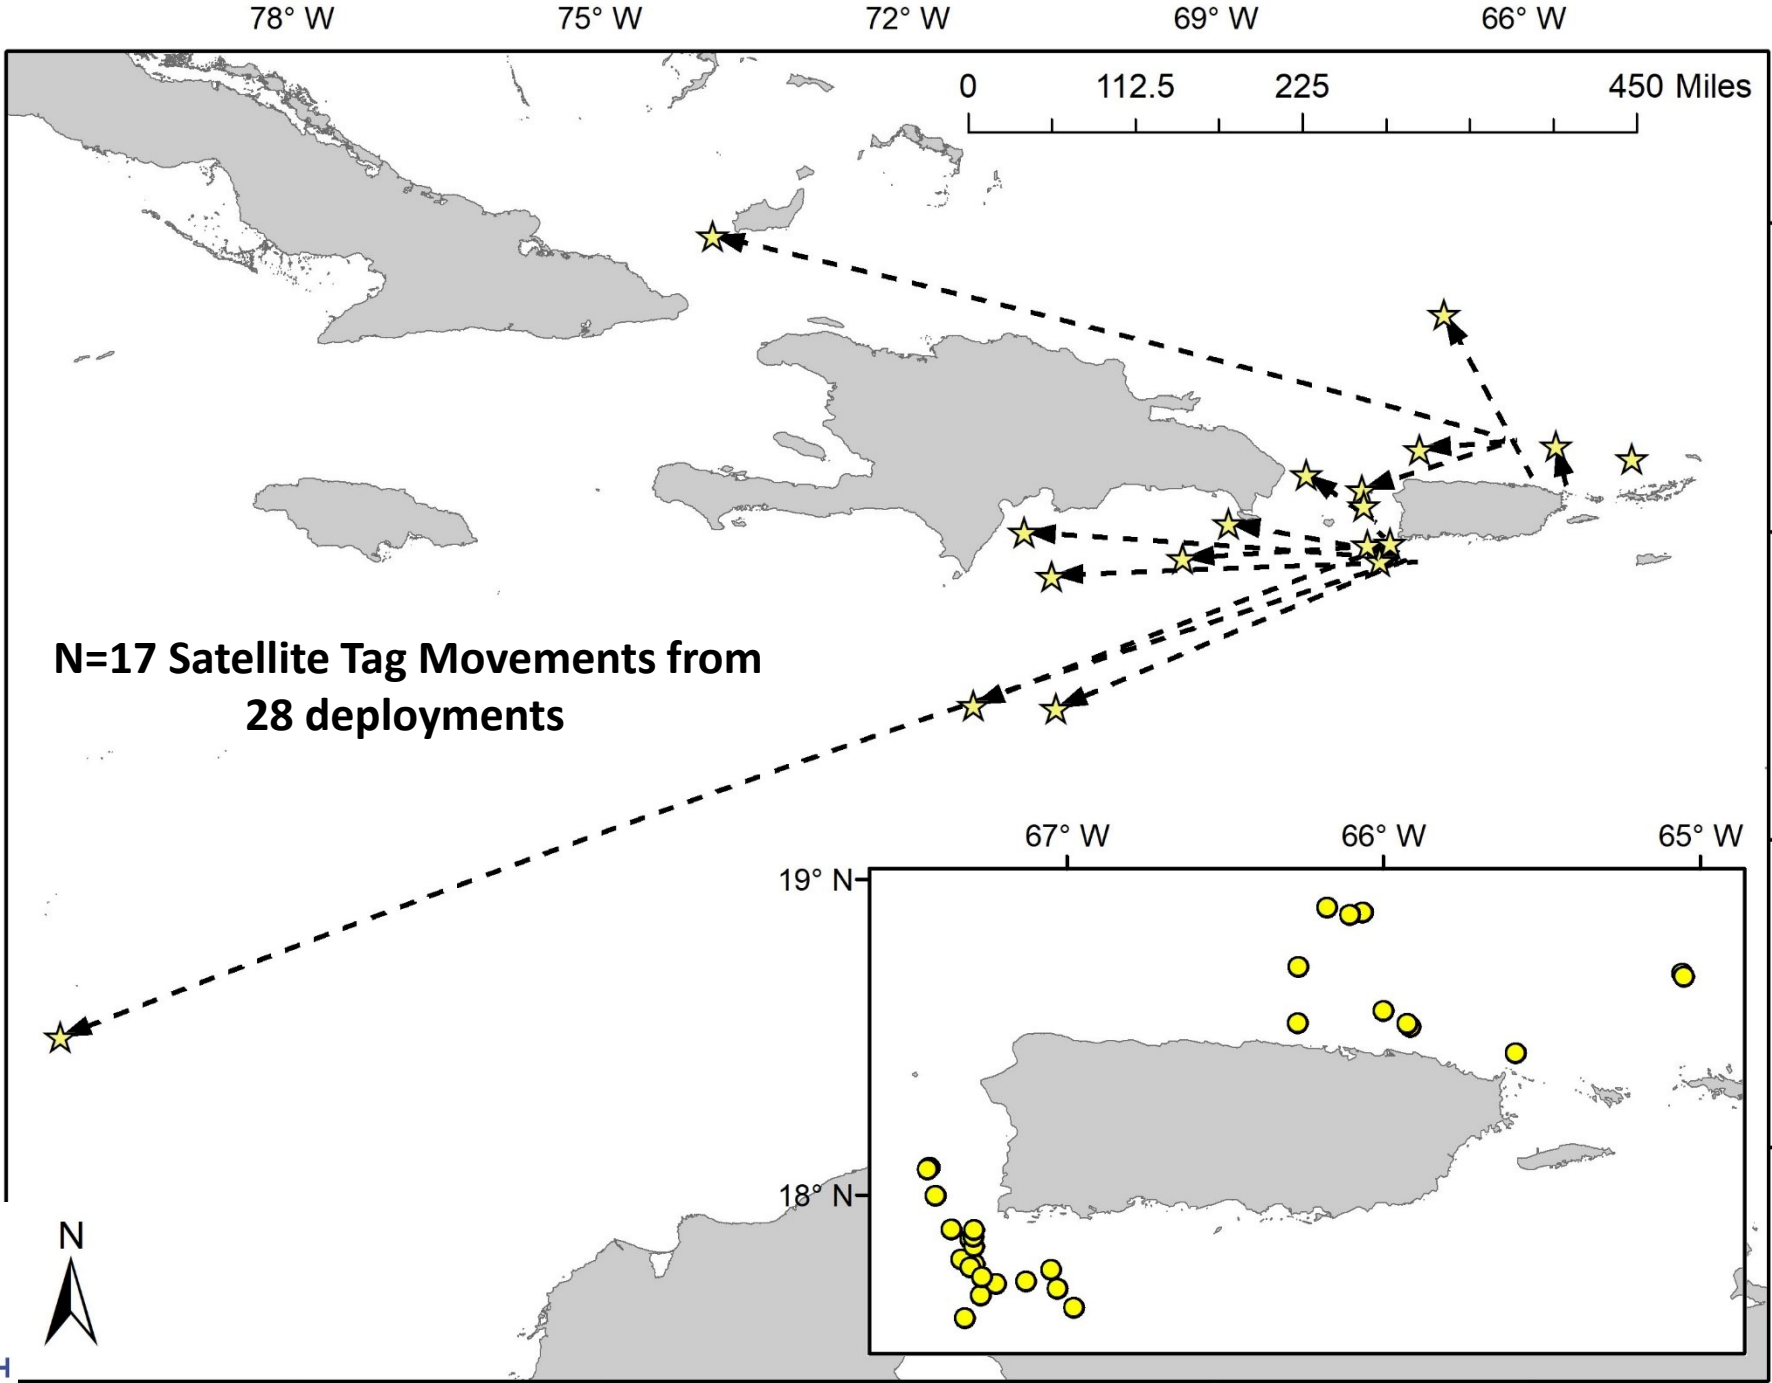 78° W 75° W 72° W 69° W 66° W
0 112.5 225 450 Miles
N=17 Satellite Tag Movements from
28 deployments
67° W 66° W 65° W
19° N
18° N
N
H